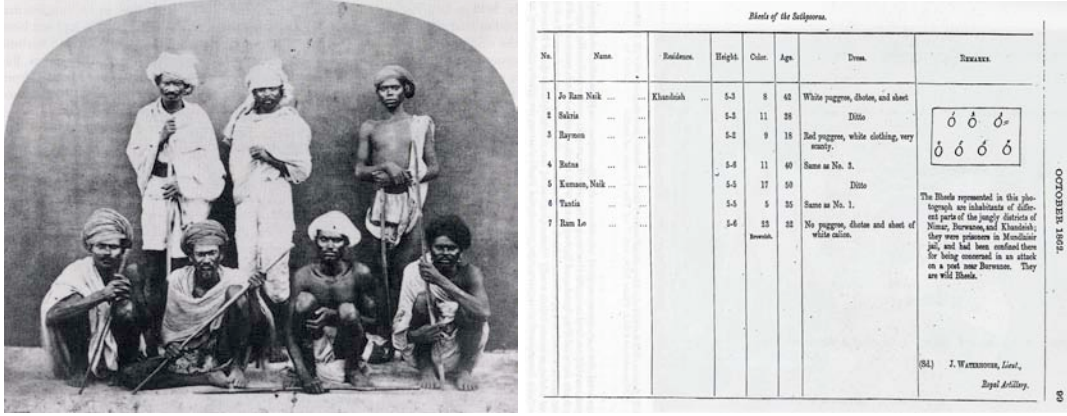 Bheels of the Sathpooras.
No. Name. Residence. Height. Color. Age. Dress. REMARKS.
1 Jo Ram Naik ... ... Khandeish ... 5-3 8 42 White puggree, dhotee, and sheet
2 Sakria ... ... 5-3 11 28 Ditto
3 Raymon ... ... 5-2 9 18 Red puggree, white clothing, very
scanty.
4 Ratna ... ... 5-6 11 40 Same as No. 3.
5 Kumaon, Naik ... ... 5-5 17 50 Ditto
6 Tantia ... ... 5-5 5 35 Same as No. 1.
7 Ram Lo ... ... 5-6 23 32 No puggree, dhotee and sheet of
Brownish. white calico.
The Bheels represented in this pho-
tograph are inhabitants of differ-
ent parts of the jungly districts of
Nimar, Burwanee, and Khandeish;
they were prisoners in Mundlaisir
jail, and had been confined there
for being concerned in an attack
on a post near Burwanee. They
are wild Bheels.
(Sd.) J. WATERHOUSE, Lieut.,
Royal Artillery.
OCTOBER 1862.
99